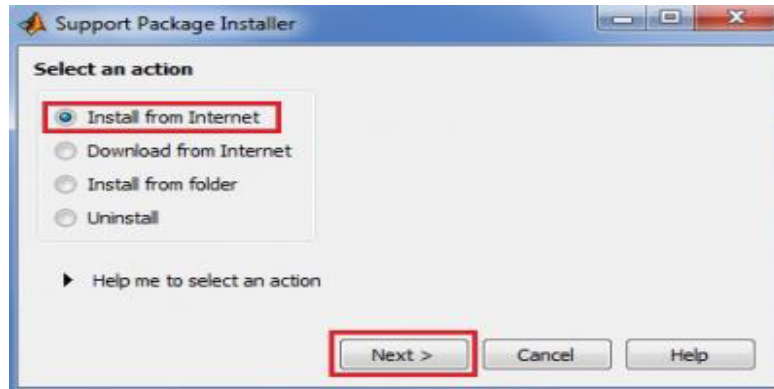 Support Package Installer
Select an action
Install from Internet
Download from Internet
Install from folder
Uninstall
Help me to select an action
Next > Cancel Help